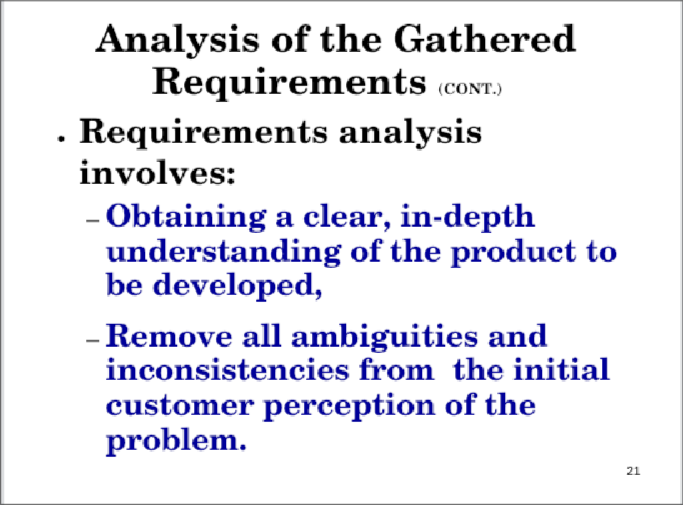 Analysis of the Gathered
Requirements (CONT.)
• Requirements analysis
involves:
– Obtaining a clear, in-depth
understanding of the product to
be developed,
– Remove all ambiguities and
inconsistencies from  the initial
customer perception of the
problem.
21